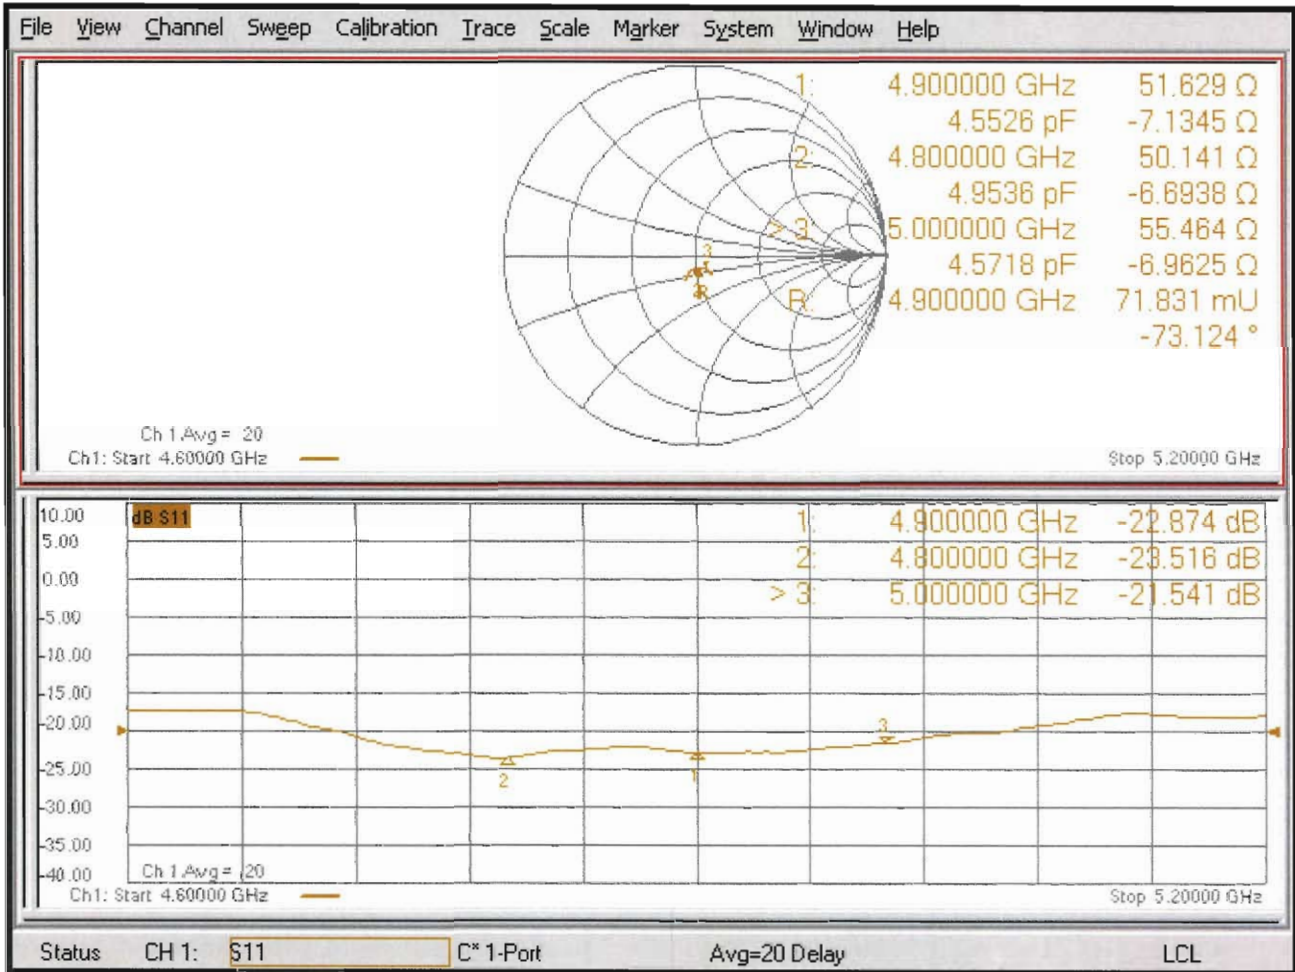 File View Channel Sweep Calibration Trace Scale Marker System Window Help
1: 4.900000 GHz 51.629 Ω
4.5526 pF -7.1345 Ω
2: 4.800000 GHz 50.141 Ω
4.9536 pF -6.6938 Ω
> 3: 5.000000 GHz 55.464 Ω
4.5718 pF -6.9625 Ω
R: 4.900000 GHz 71.831 mU
-73.124 °
3
Ch 1 Avg = 20
Ch1: Start 4.60000 GHz
Stop 5.20000 GHz
10.00
5.00
0.00
-5.00
-10.00
-15.00
-20.00
-25.00
-30.00
-35.00
-40.00
dB S11
1: 4.900000 GHz -22.874 dB
2: 4.800000 GHz -23.516 dB
> 3: 5.000000 GHz -21.541 dB
3
2
1
Ch 1 Avg = 20
Ch1: Start 4.60000 GHz
Stop 5.20000 GHz
Status CH 1: S11 C* 1-Port Avg=20 Delay LCL